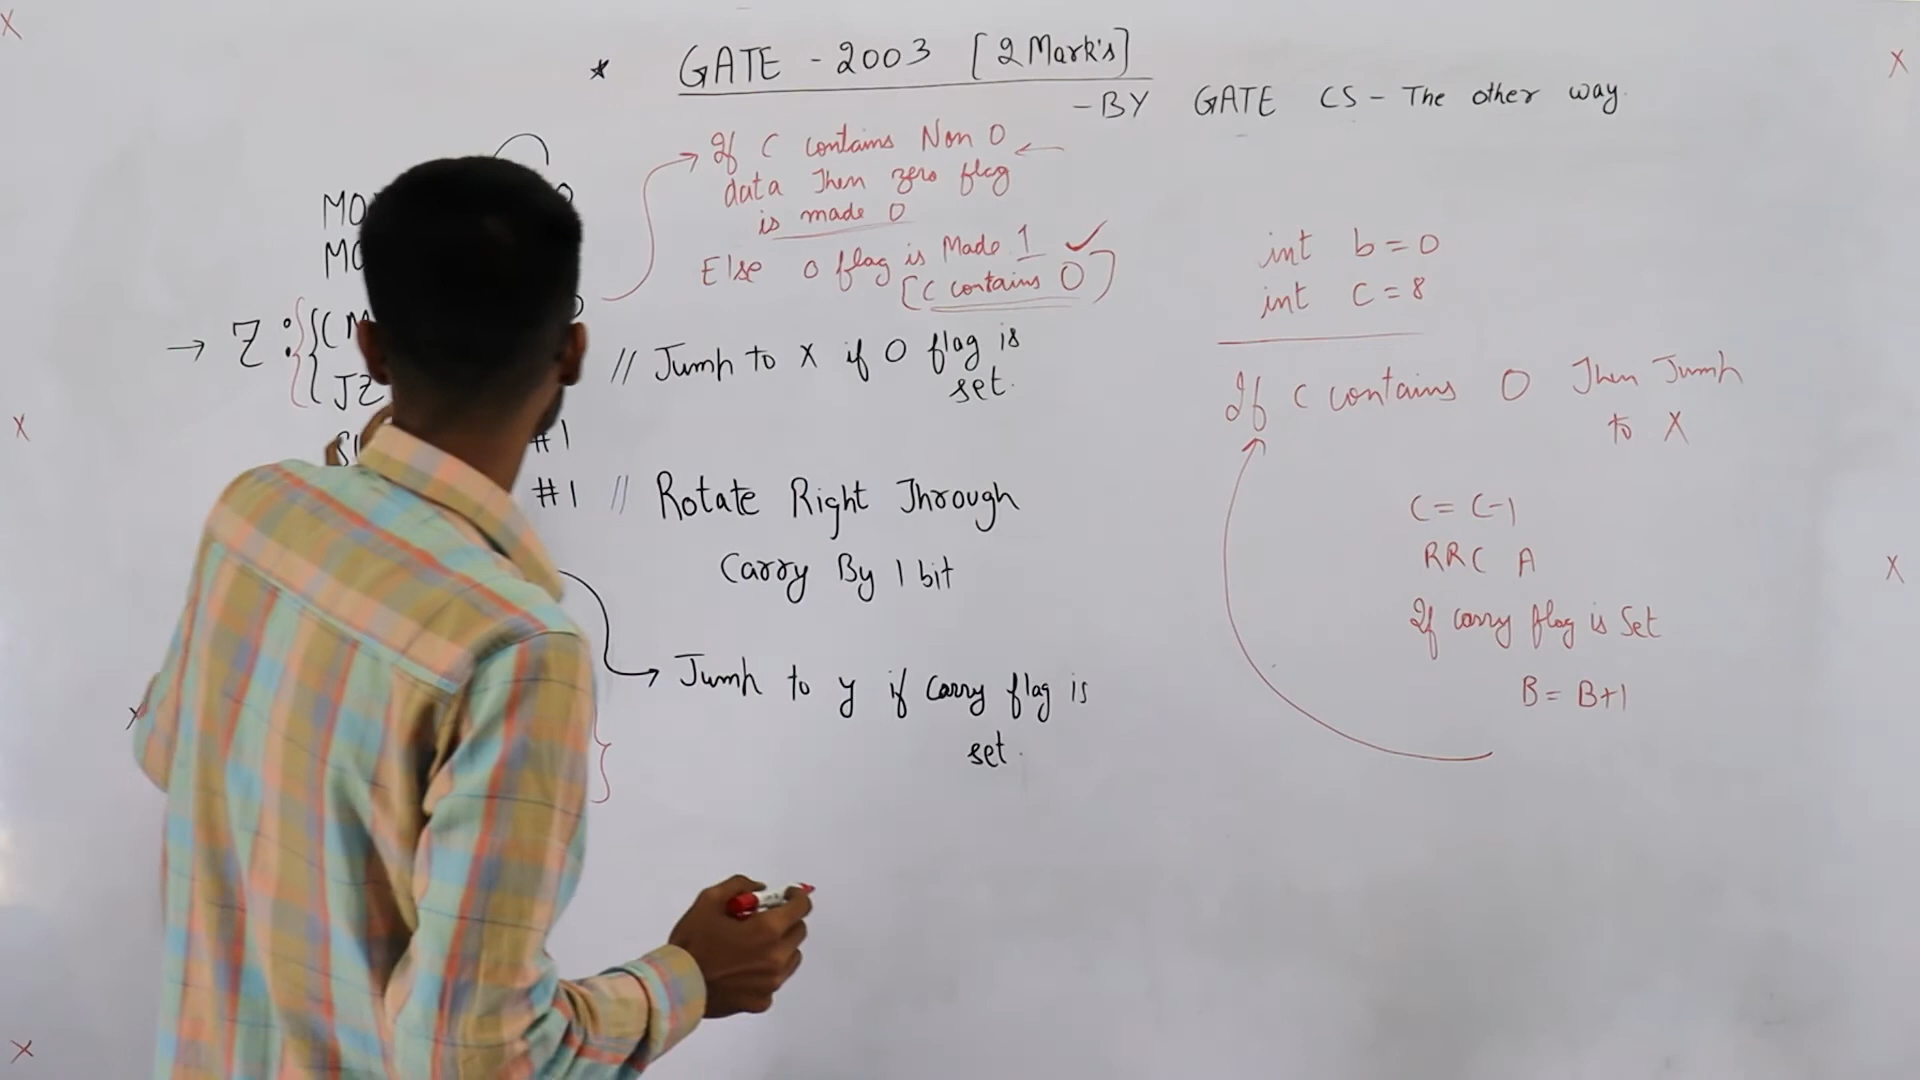 * GATE - 2003 [2 Mark's]
- BY GATE CS - The other way.
If C contains Non 0
data Then zero flag
is made 0
Else 0 flag is Made 1 ✓
[C contains 0]
MO
MO
→ Z :
JZ
// Jump to X if 0 flag is
set.
#1
#1 // Rotate Right Through
Carry By 1 bit
Jump to y if Carry flag is
set.
int b = 0
int C = 8
If C contains 0 Then Jump
to X
C = C-1
RRC A
If carry flag is Set
B = B+1